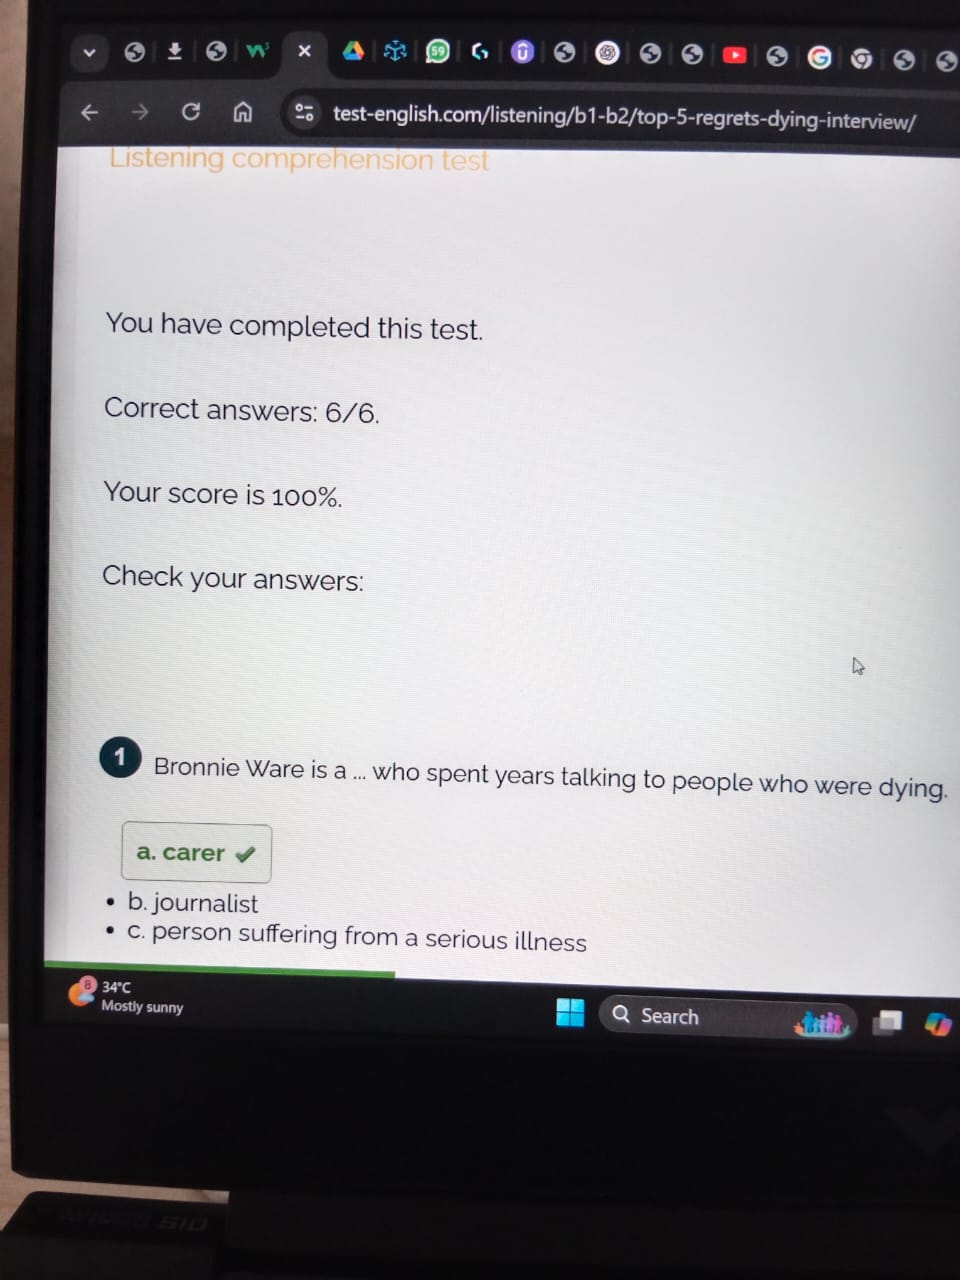 59
test-english.com/listening/b1-b2/top-5-regrets-dying-interview/
Listening comprehension test
You have completed this test.
Correct answers: 6/6.
Your score is 100%.
Check your answers:
1 Bronnie Ware is a ... who spent years talking to people who were dying.
a. carer
• b. journalist
• c. person suffering from a serious illness
8 34°C
Mostly sunny
Search